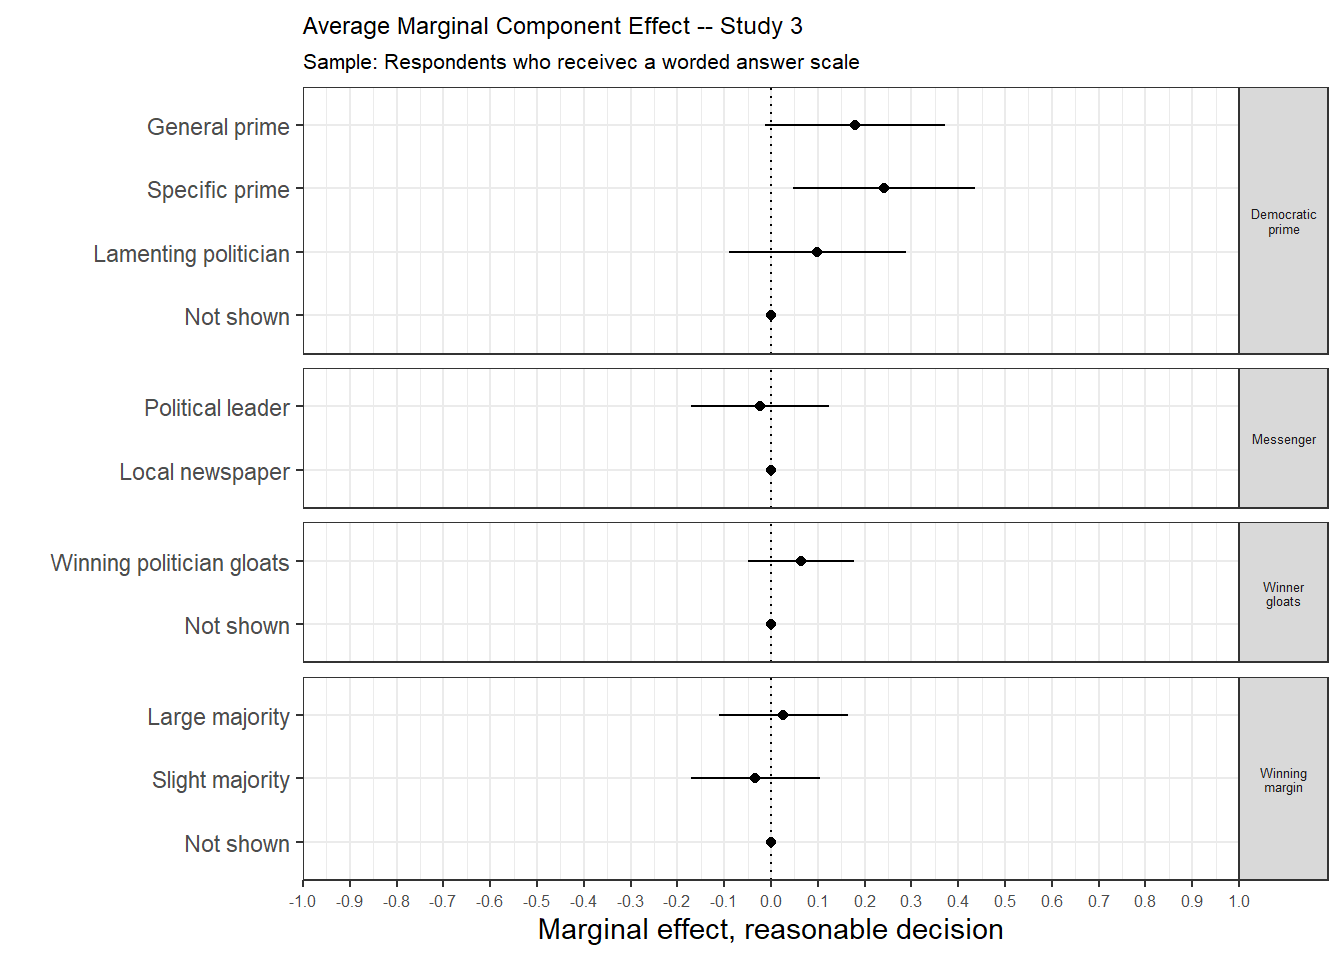 Average Marginal Component Effect -- Study 3
Sample: Respondents who receivec a worded answer scale
General prime
Specific prime
Lamenting politician
Not shown
Democratic
prime
Political leader
Local newspaper
Messenger
Winning politician gloats
Not shown
Winner
gloats
Large majority
Slight majority
Not shown
Winning
margin
-1.0 -0.9 -0.8 -0.7 -0.6 -0.5 -0.4 -0.3 -0.2 -0.1 0.0 0.1 0.2 0.3 0.4 0.5 0.6 0.7 0.8 0.9 1.0
Marginal effect, reasonable decision